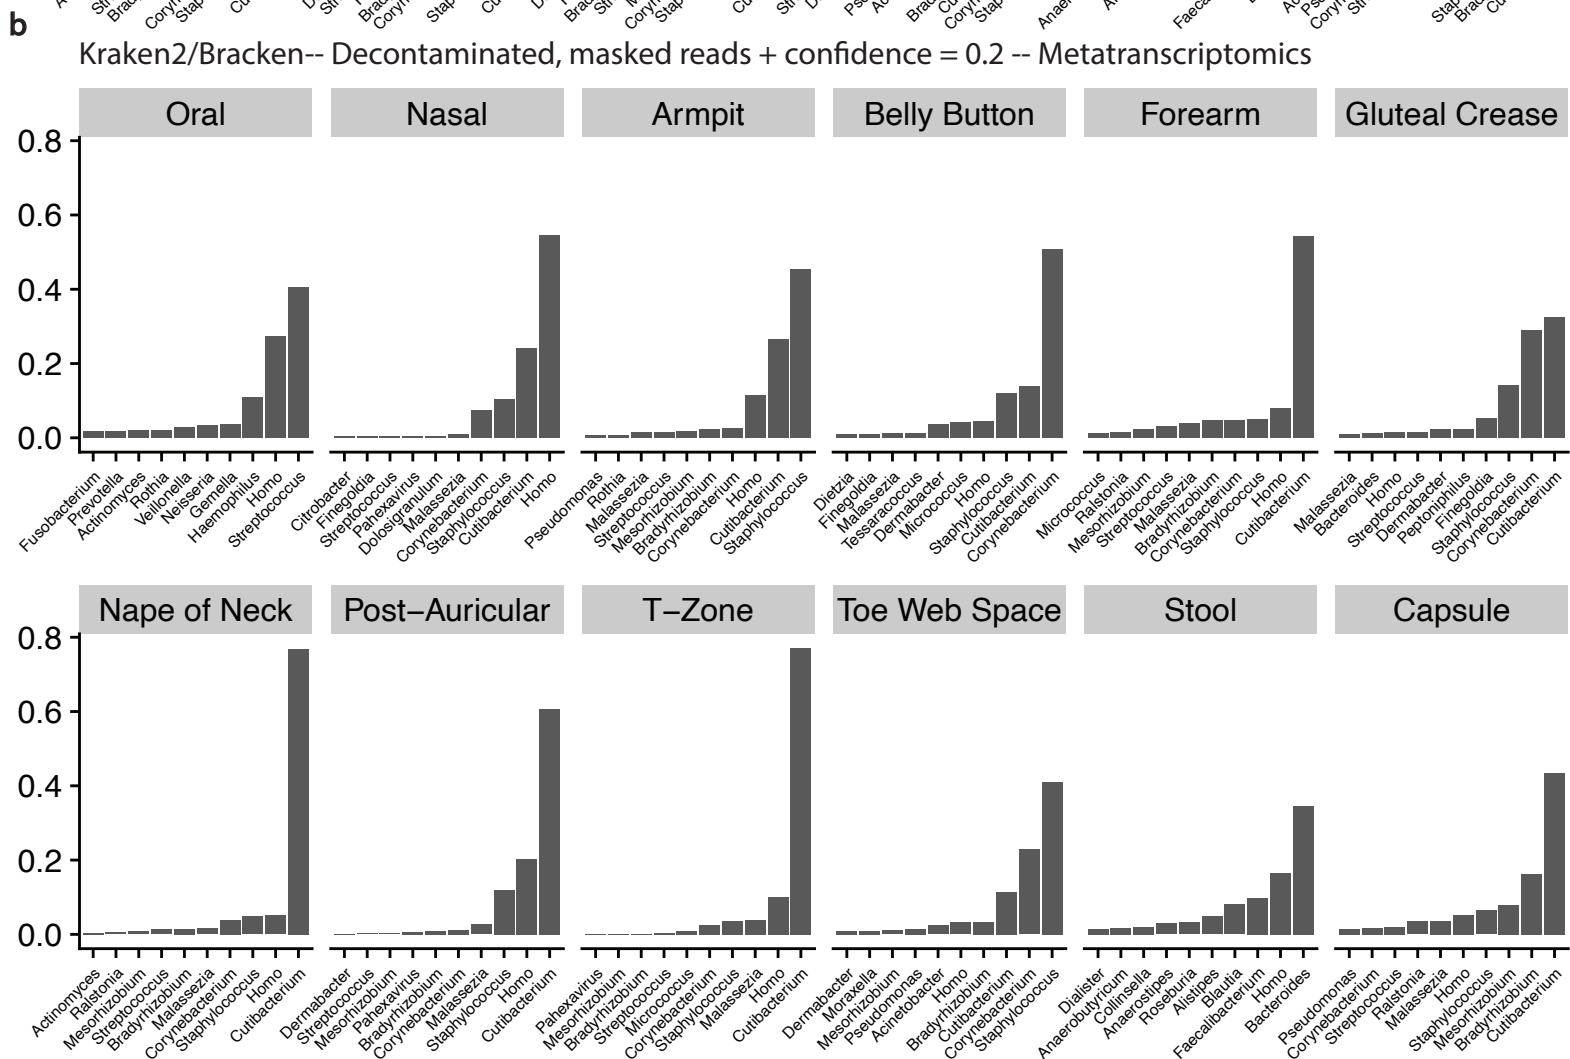 b
Kraken2/Bracken-- Decontaminated, masked reads + confidence = 0.2 -- Metatranscriptomics
Oral Nasal Armpit Belly Button Forearm Gluteal Crease
0.8
0.6
0.4
0.2
0.0
Fusobacterium Prevotella Actinomyces Rothia Veillonella Neisseria Gemella Haemophilus Homo Streptococcus
Citrobacter Finegoldia Streptococcus Pahexavirus Dolosigranulum Malassezia Corynebacterium Staphylococcus Cutibacterium Homo
Pseudomonas Rothia Malassezia Streptococcus Mesorhizobium Bradyrhizobium Corynebacterium Homo Cutibacterium Staphylococcus
Dietzia Finegoldia Malassezia Tessaracoccus Dermabacter Micrococcus Homo Staphylococcus Cutibacterium Corynebacterium
Micrococcus Ralstonia Mesorhizobium Streptococcus Malassezia Bradyrhizobium Corynebacterium Staphylococcus Homo Cutibacterium
Malassezia Bacteroides Homo Streptococcus Dermabacter Peptoniphilus Finegoldia Staphylococcus Corynebacterium Cutibacterium
Nape of Neck Post–Auricular T–Zone Toe Web Space Stool Capsule
0.8
0.6
0.4
0.2
0.0
Actinomyces Ralstonia Mesorhizobium Streptococcus Bradyrhizobium Malassezia Corynebacterium Staphylococcus Homo Cutibacterium
Dermabacter Streptococcus Mesorhizobium Pahexavirus Bradyrhizobium Corynebacterium Malassezia Staphylococcus Homo Cutibacterium
Pahexavirus Mesorhizobium Bradyrhizobium Streptococcus Micrococcus Corynebacterium Staphylococcus Malassezia Homo Cutibacterium
Dermabacter Moraxella Mesorhizobium Pseudomonas Acinetobacter Homo Bradyrhizobium Cutibacterium Corynebacterium Staphylococcus
Dialister Anaerobutyricum Collinsella Anaerostipes Roseburia Alistipes Blautia Faecalibacterium Homo Bacteroides
Pseudomonas Corynebacterium Streptococcus Ralstonia Malassezia Homo Staphylococcus Mesorhizobium Bradyrhizobium Cutibacterium